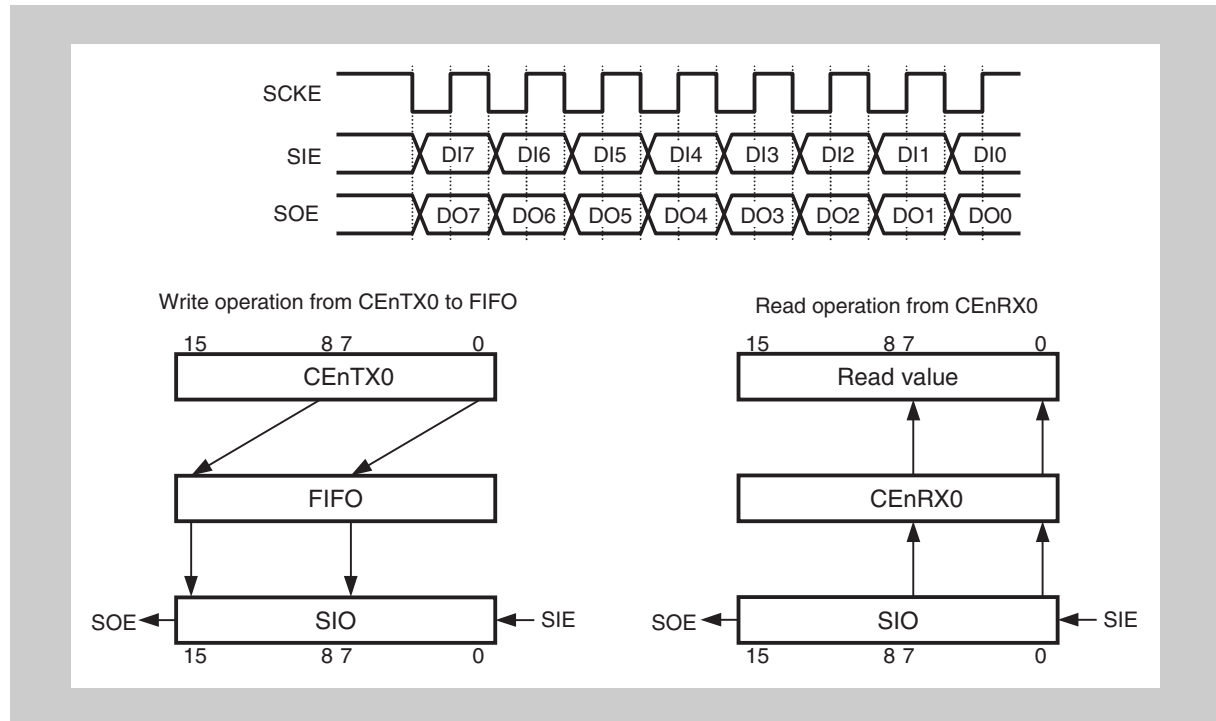 SCKE
SIE DI7 DI6 DI5 DI4 DI3 DI2 DI1 DI0
SOE DO7 DO6 DO5 DO4 DO3 DO2 DO1 DO0
Write operation from CEnTX0 to FIFO
15 8 7 0
CEnTX0
FIFO
SOE SIO SIE
15 8 7 0
Read operation from CEnRX0
15 8 7 0
Read value
CEnRX0
SOE SIO SIE
15 8 7 0